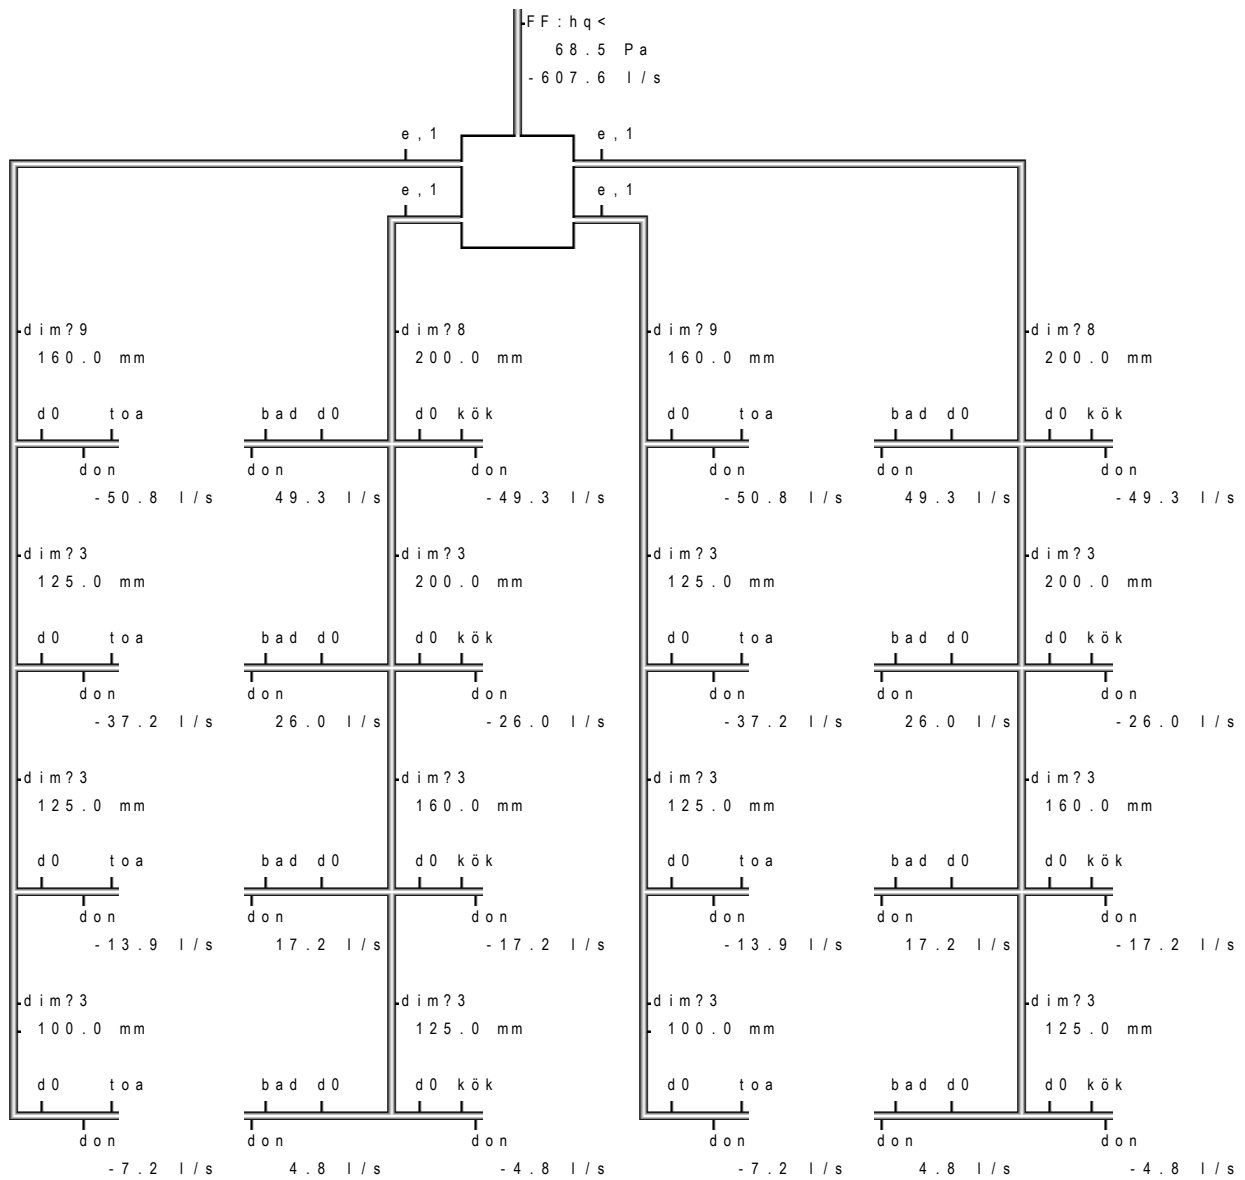 FF:hq<
68.5 Pa
-607.6 l/s
e,1 e,1
e,1 e,1
dim?9 dim?8 dim?9 dim?8
160.0 mm 200.0 mm 160.0 mm 200.0 mm
d0 toa bad d0 d0 kök d0 toa bad d0 d0 kök
don don don don don don
-50.8 l/s 49.3 l/s -49.3 l/s -50.8 l/s 49.3 l/s -49.3 l/s
dim?3 dim?3 dim?3 dim?3
125.0 mm 200.0 mm 125.0 mm 200.0 mm
d0 toa bad d0 d0 kök d0 toa bad d0 d0 kök
don don don don don don
-37.2 l/s 26.0 l/s -26.0 l/s -37.2 l/s 26.0 l/s -26.0 l/s
dim?3 dim?3 dim?3 dim?3
125.0 mm 160.0 mm 125.0 mm 160.0 mm
d0 toa bad d0 d0 kök d0 toa bad d0 d0 kök
don don don don don don
-13.9 l/s 17.2 l/s -17.2 l/s -13.9 l/s 17.2 l/s -17.2 l/s
dim?3 dim?3 dim?3 dim?3
100.0 mm 125.0 mm 100.0 mm 125.0 mm
d0 toa bad d0 d0 kök d0 toa bad d0 d0 kök
don don don don don don
-7.2 l/s 4.8 l/s -4.8 l/s -7.2 l/s 4.8 l/s -4.8 l/s